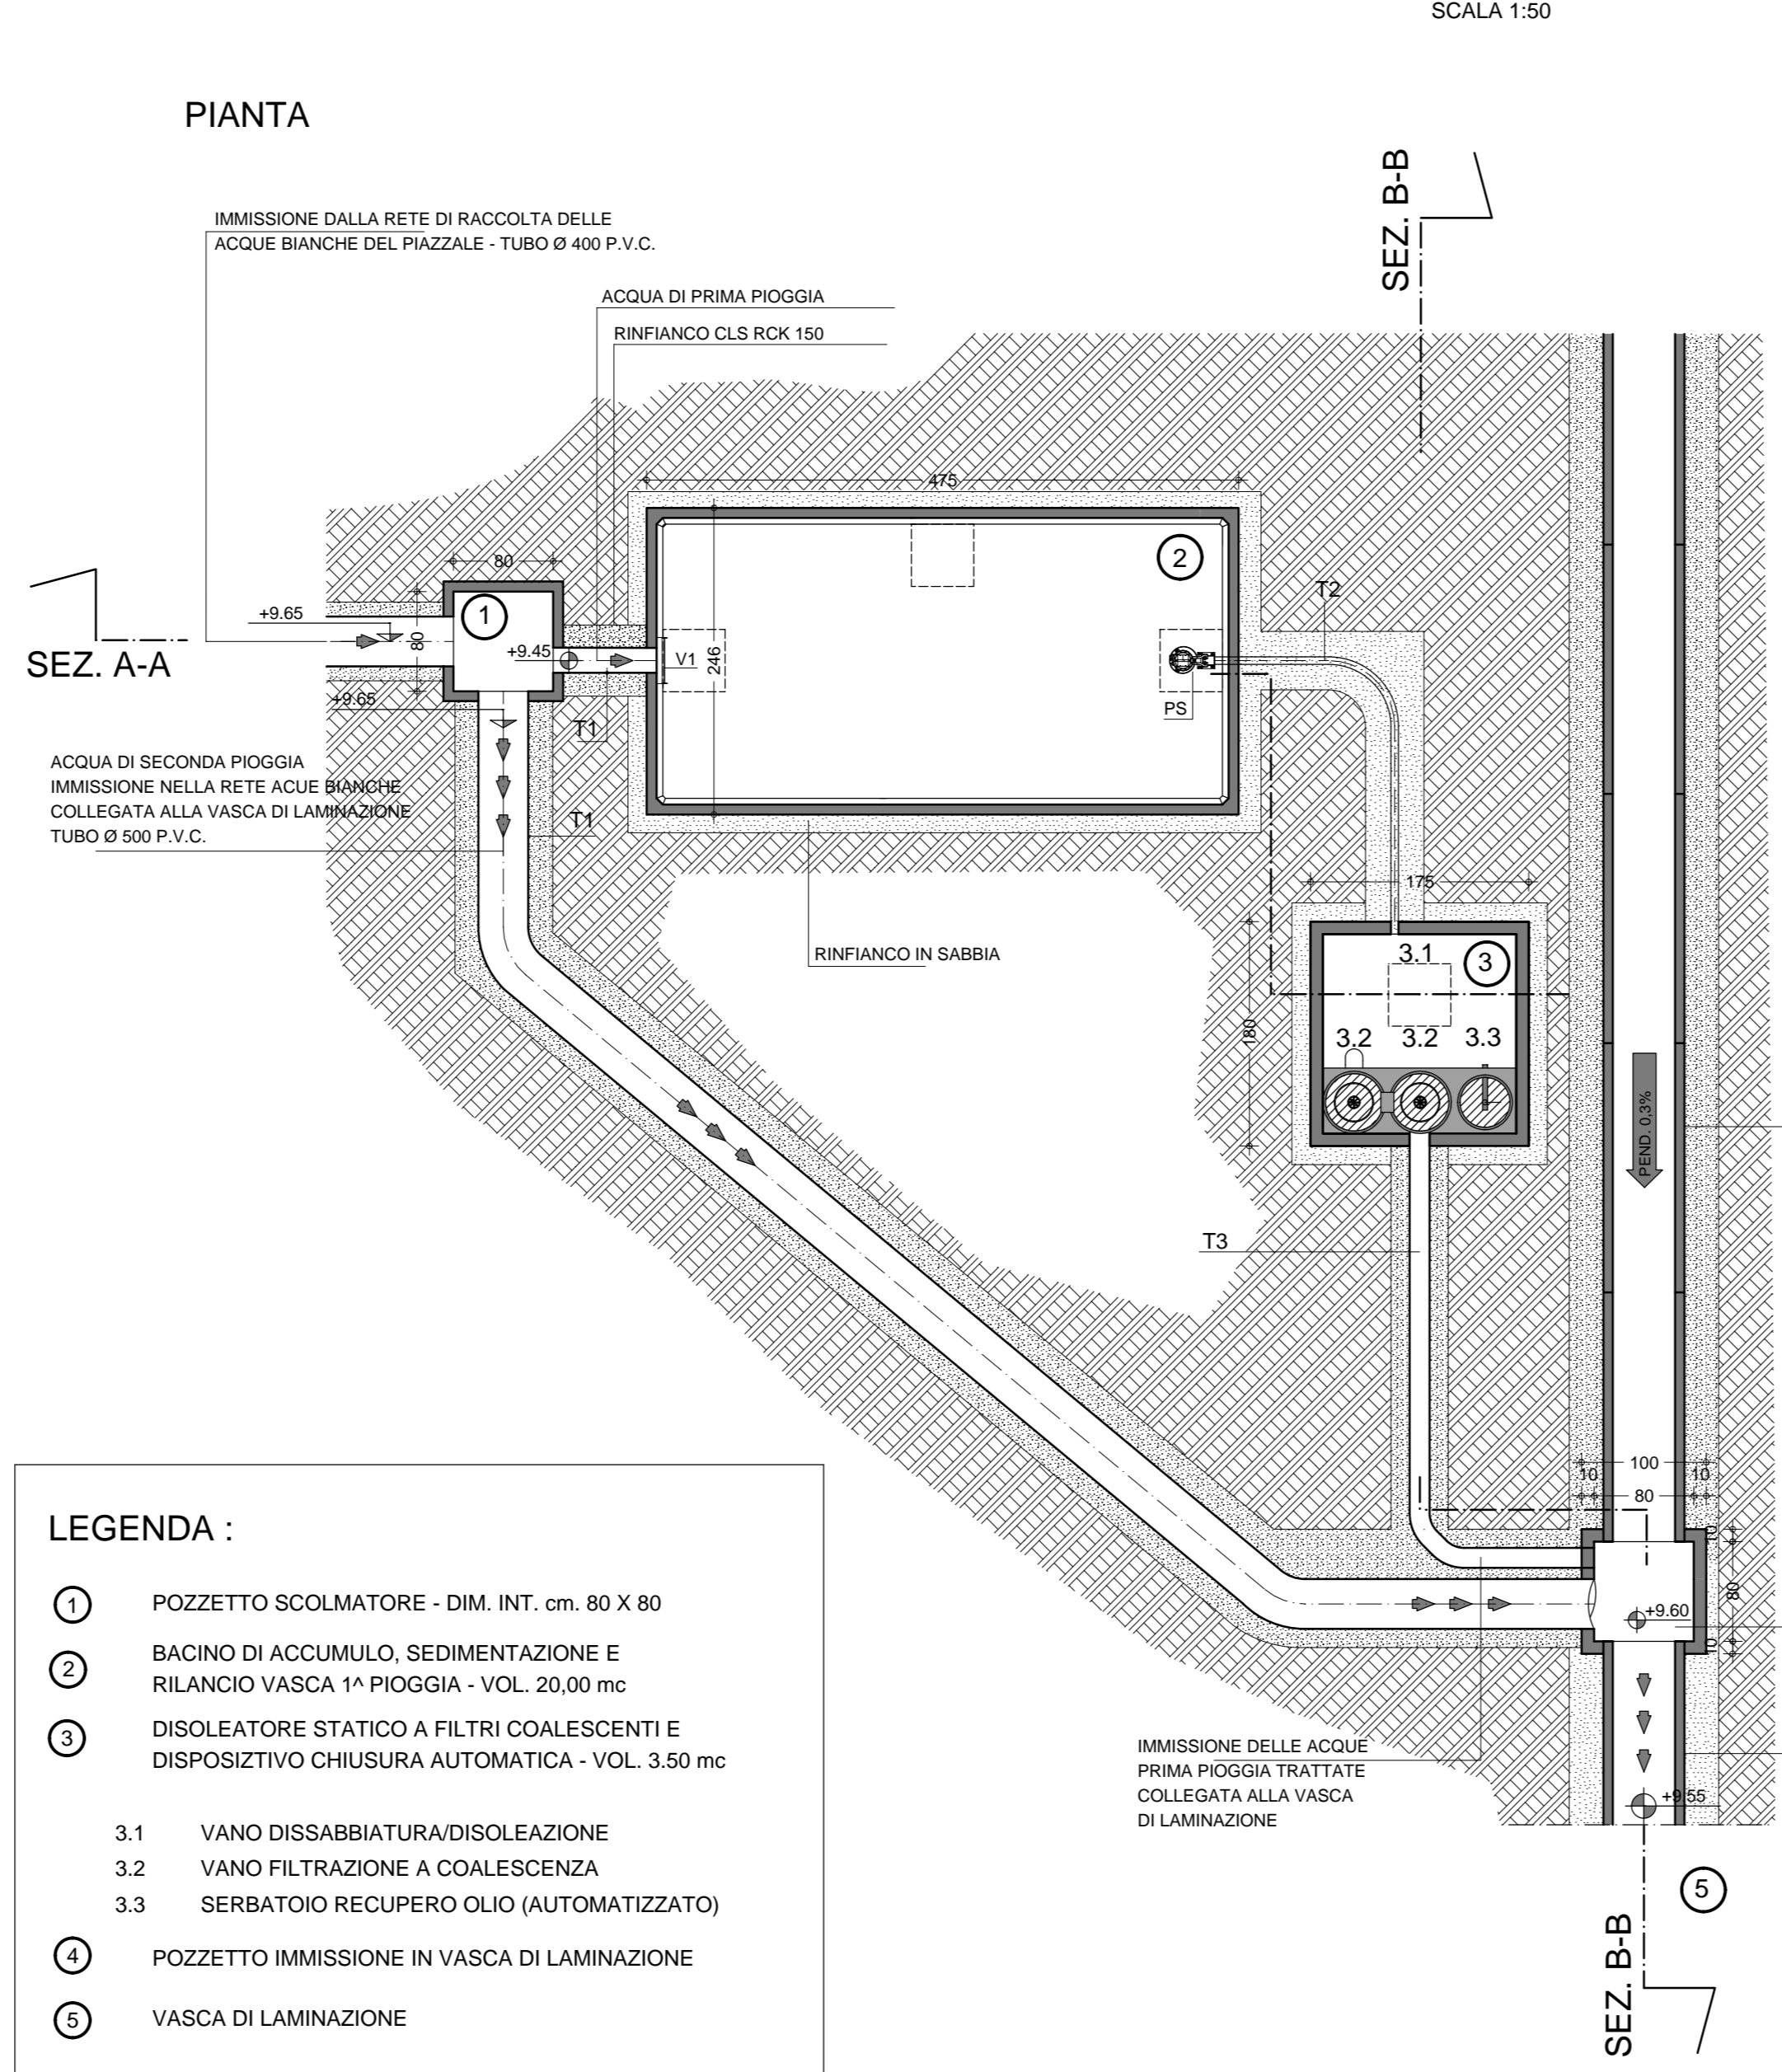 SCALA 1:50
PIANTA
SEZ. B-B
IMMISSIONE DALLA RETE DI RACCOLTA DELLE
ACQUE BIANCHE DEL PIAZZALE - TUBO Ø 400 P.V.C.
ACQUA DI PRIMA PIOGGIA
RINFIANCO CLS RCK 150
475
80
2
1
T2
+9.65
80
+9.45
V1
246
SEZ. A-A
+9.65
PS
T1
ACQUA DI SECONDA PIOGGIA
IMMISSIONE NELLA RETE ACUE BIANCHE
COLLEGATA ALLA VASCA DI LAMINAZIONE
TUBO Ø 500 P.V.C.
T1
175
RINFIANCO IN SABBIA
3.1
3
180
3.2
3.2
3.3
PEND. 0,3%
T3
10
100
10
80
10
80
+9.60
10
LEGENDA :
1
POZZETTO SCOLMATORE - DIM. INT. cm. 80 X 80
2
BACINO DI ACCUMULO, SEDIMENTAZIONE E
RILANCIO VASCA 1^ PIOGGIA - VOL. 20,00 mc
3
DISOLEATORE STATICO A FILTRI COALESCENTI E
DISPOSIZTIVO CHIUSURA AUTOMATICA - VOL. 3.50 mc
3.1 VANO DISSABBIATURA/DISOLEAZIONE
3.2 VANO FILTRAZIONE A COALESCENZA
3.3 SERBATOIO RECUPERO OLIO (AUTOMATIZZATO)
4
POZZETTO IMMISSIONE IN VASCA DI LAMINAZIONE
5
VASCA DI LAMINAZIONE
IMMISSIONE DELLE ACQUE
PRIMA PIOGGIA TRATTATE
COLLEGATA ALLA VASCA
DI LAMINAZIONE
+9.55
5
SEZ. B-B